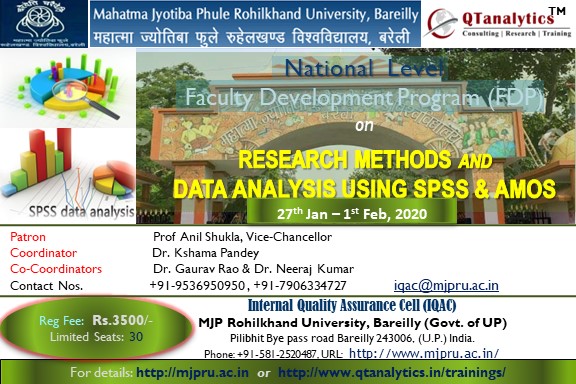 Mahatma Jyotiba Phule Rohilkhand University, Bareilly
महात्मा ज्योतिबा फुले रुहेलखण्ड विश्वविद्यालय, बरेली
QTanalytics™
Consulting | Research | Training
National Level
Faculty Development Program (FDP)
on
RESEARCH METHODS AND
DATA ANALYSIS USING SPSS & AMOS
27th Jan – 1st Feb, 2020
SPSS data analysis
Patron Prof Anil Shukla, Vice-Chancellor
Coordinator Dr. Kshama Pandey
Co-Coordinators Dr. Gaurav Rao & Dr. Neeraj Kumar
Contact Nos. +91-9536950950, +91-7906334727 iqac@mjpru.ac.in
Reg Fee: Rs.3500/-
Limited Seats: 30
Internal Quality Assurance Cell (IQAC)
MJP Rohilkhand University, Bareilly (Govt. of UP)
Pilibhit Bye pass road Bareilly 243006, (U.P.) India.
Phone: +91-581-2520487, URL: http://www.mjpru.ac.in/
For details: http://mjpru.ac.in or http://www.qtanalytics.in/trainings/